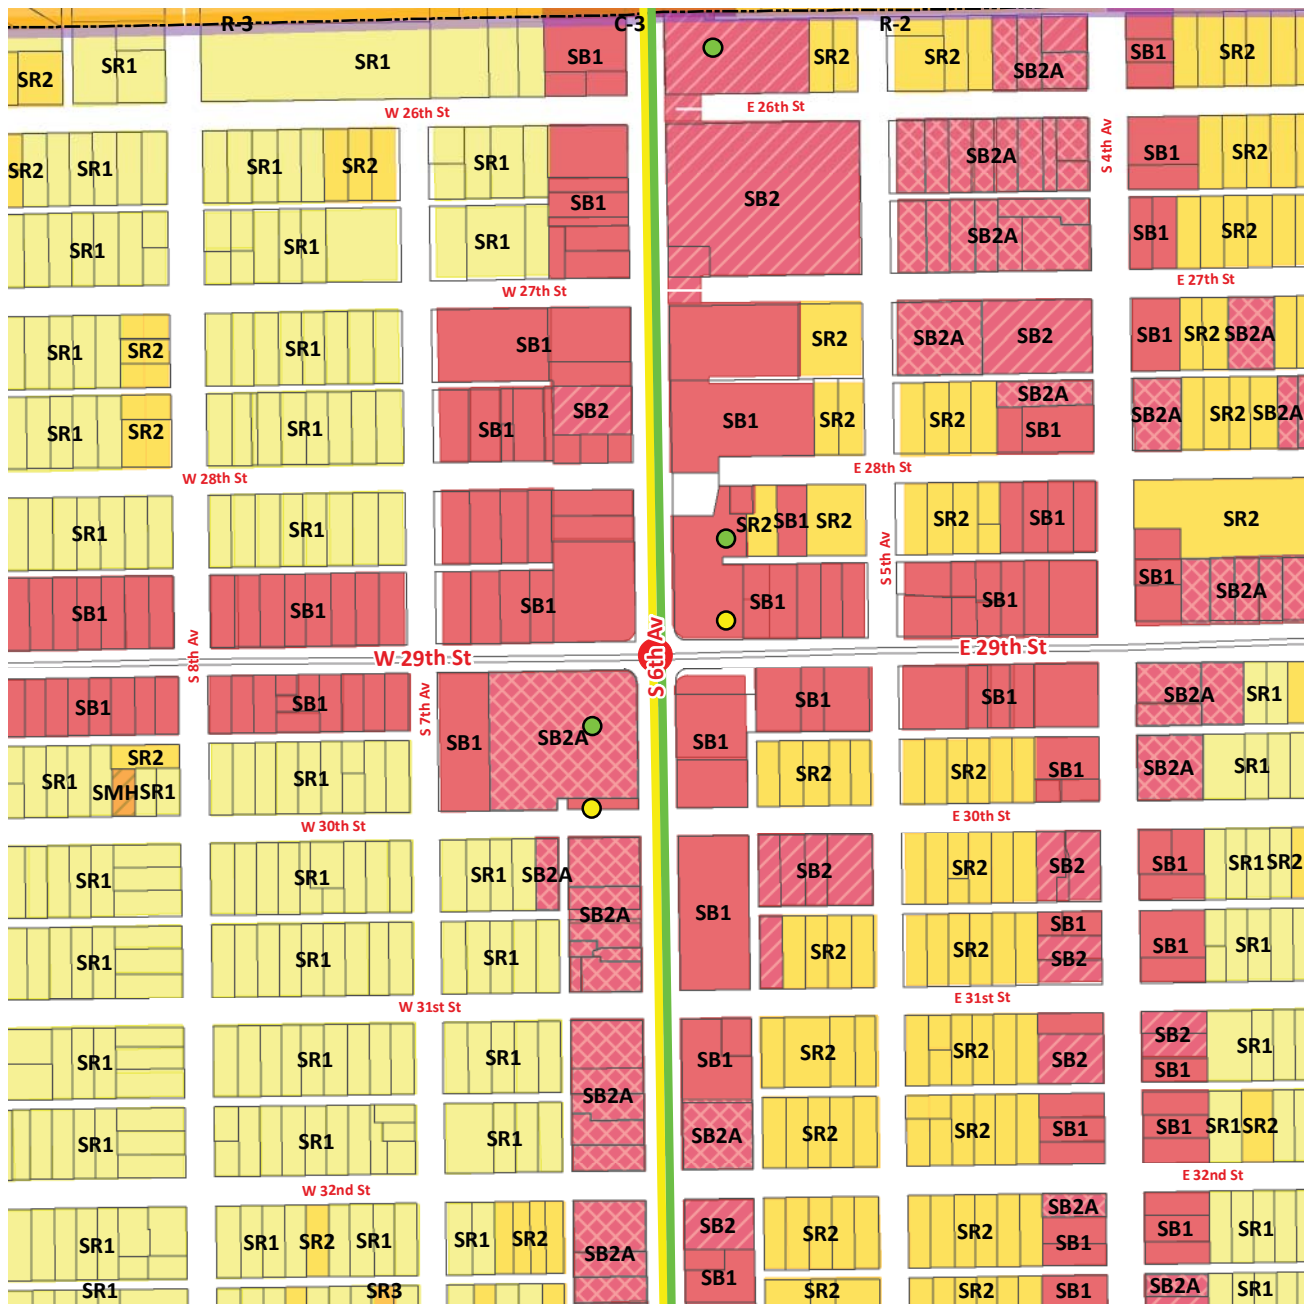 R-3
C-3
R-2
SR2
SR1
SR1
SB1
SR2
SR2
SB2A
SB1
SR2
W 26th St
E 26th St
S 4th Av
SR2
SR1
SR1
SR2
SR1
SB1
SB2
SB2A
SB1
SR2
SR1
SR1
SR1
SB2A
SB1
SR2
W 27th St
E 27th St
SR1
SR2
SR1
SB1
SR2
SB2A
SB2
SB1
SR2
SB2A
SR1
SR2
SR1
SB1
SB2
SB1
SR2
SR2
SB2A
SB1
SB2A
SR2
SB2A
W 28th St
E 28th St
SR1
SR1
SR2
SB1
SR2
SR2
SB1
SR2
S 5th Av
SB1
SB1
SB1
SB1
SB1
SB1
SB2A
S 8th Av
W 29th St
S 6th Av
E 29th St
S 7th Av
SB1
SB1
SB1
SB2A
SB1
SB1
SB1
SB2A
SR1
SR2
SR1
SMH
SR1
SR1
SR2
SR2
SB1
SB2A
SR1
W 30th St
E 30th St
SR1
SR1
SR1
SB2A
SB2A
SB1
SB2
SR2
SB2
SB1
SR1
SR2
SR1
SR1
SR1
SR2
SR2
SB1
SB2
SB1
SR1
W 31st St
E 31st St
SR1
SR1
SR1
SB2A
SB1
SR2
SR2
SB2
SB2
SB1
SR1
SR1
SR1
SR1
SB2A
SR2
SR2
SB1
SB1
SR1
SR2
W 32nd St
E 32nd St
SR1
SR1
SR2
SR1
SR1
SR2
SB2A
SB2
SB1
SR2
SR2
SB2A
SB1
SB1
SR1
SR1
SR3
SR2
SR2
SB1
SB2A
SR1